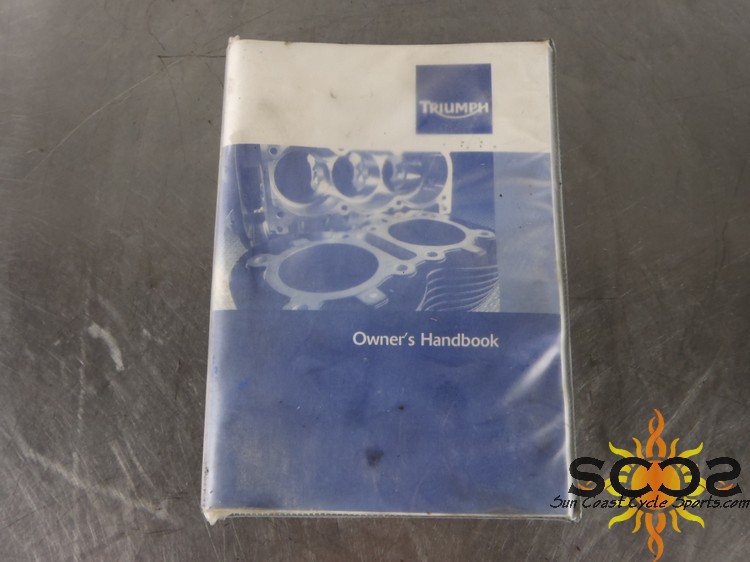 TRIUMPH
Owner's Handbook
SCCS
Sun Coast Cycle Sports.com